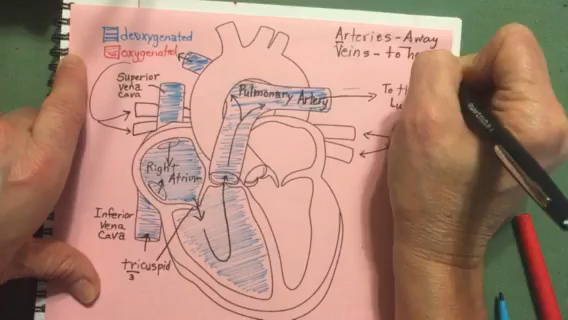 deoxygenated
oxygenated
Arteries-Away
Veins-to
Superior
vena
cava
Pulmonary Artery
To
Right
Atrium
Inferior
vena
cava
tricuspid
3